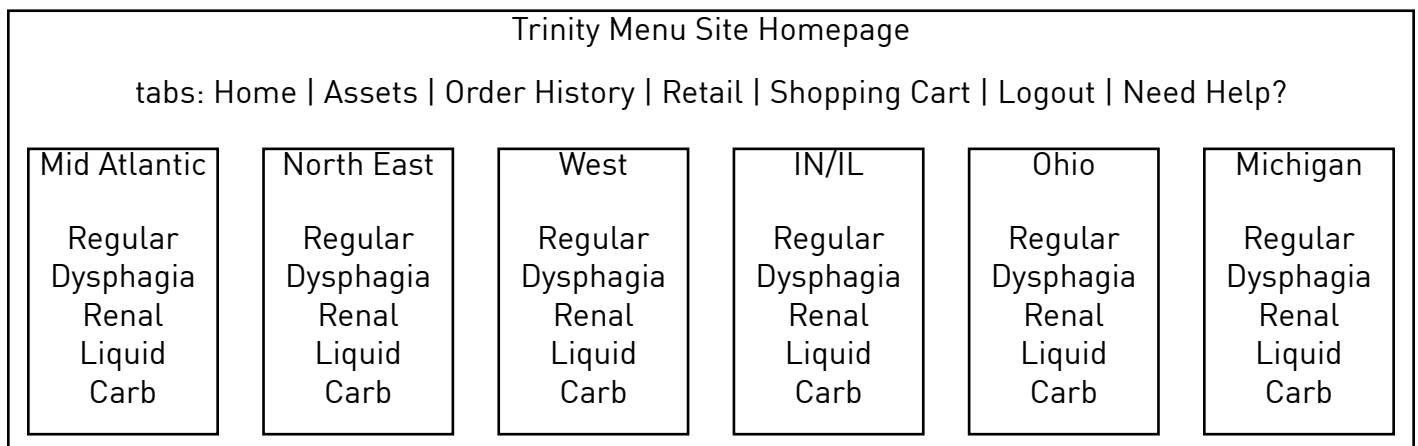 Trinity Menu Site Homepage
tabs: Home | Assets | Order History | Retail | Shopping Cart | Logout | Need Help?
Mid Atlantic
Regular
Dysphagia
Renal
Liquid
Carb
North East
Regular
Dysphagia
Renal
Liquid
Carb
West
Regular
Dysphagia
Renal
Liquid
Carb
IN/IL
Regular
Dysphagia
Renal
Liquid
Carb
Ohio
Regular
Dysphagia
Renal
Liquid
Carb
Michigan
Regular
Dysphagia
Renal
Liquid
Carb